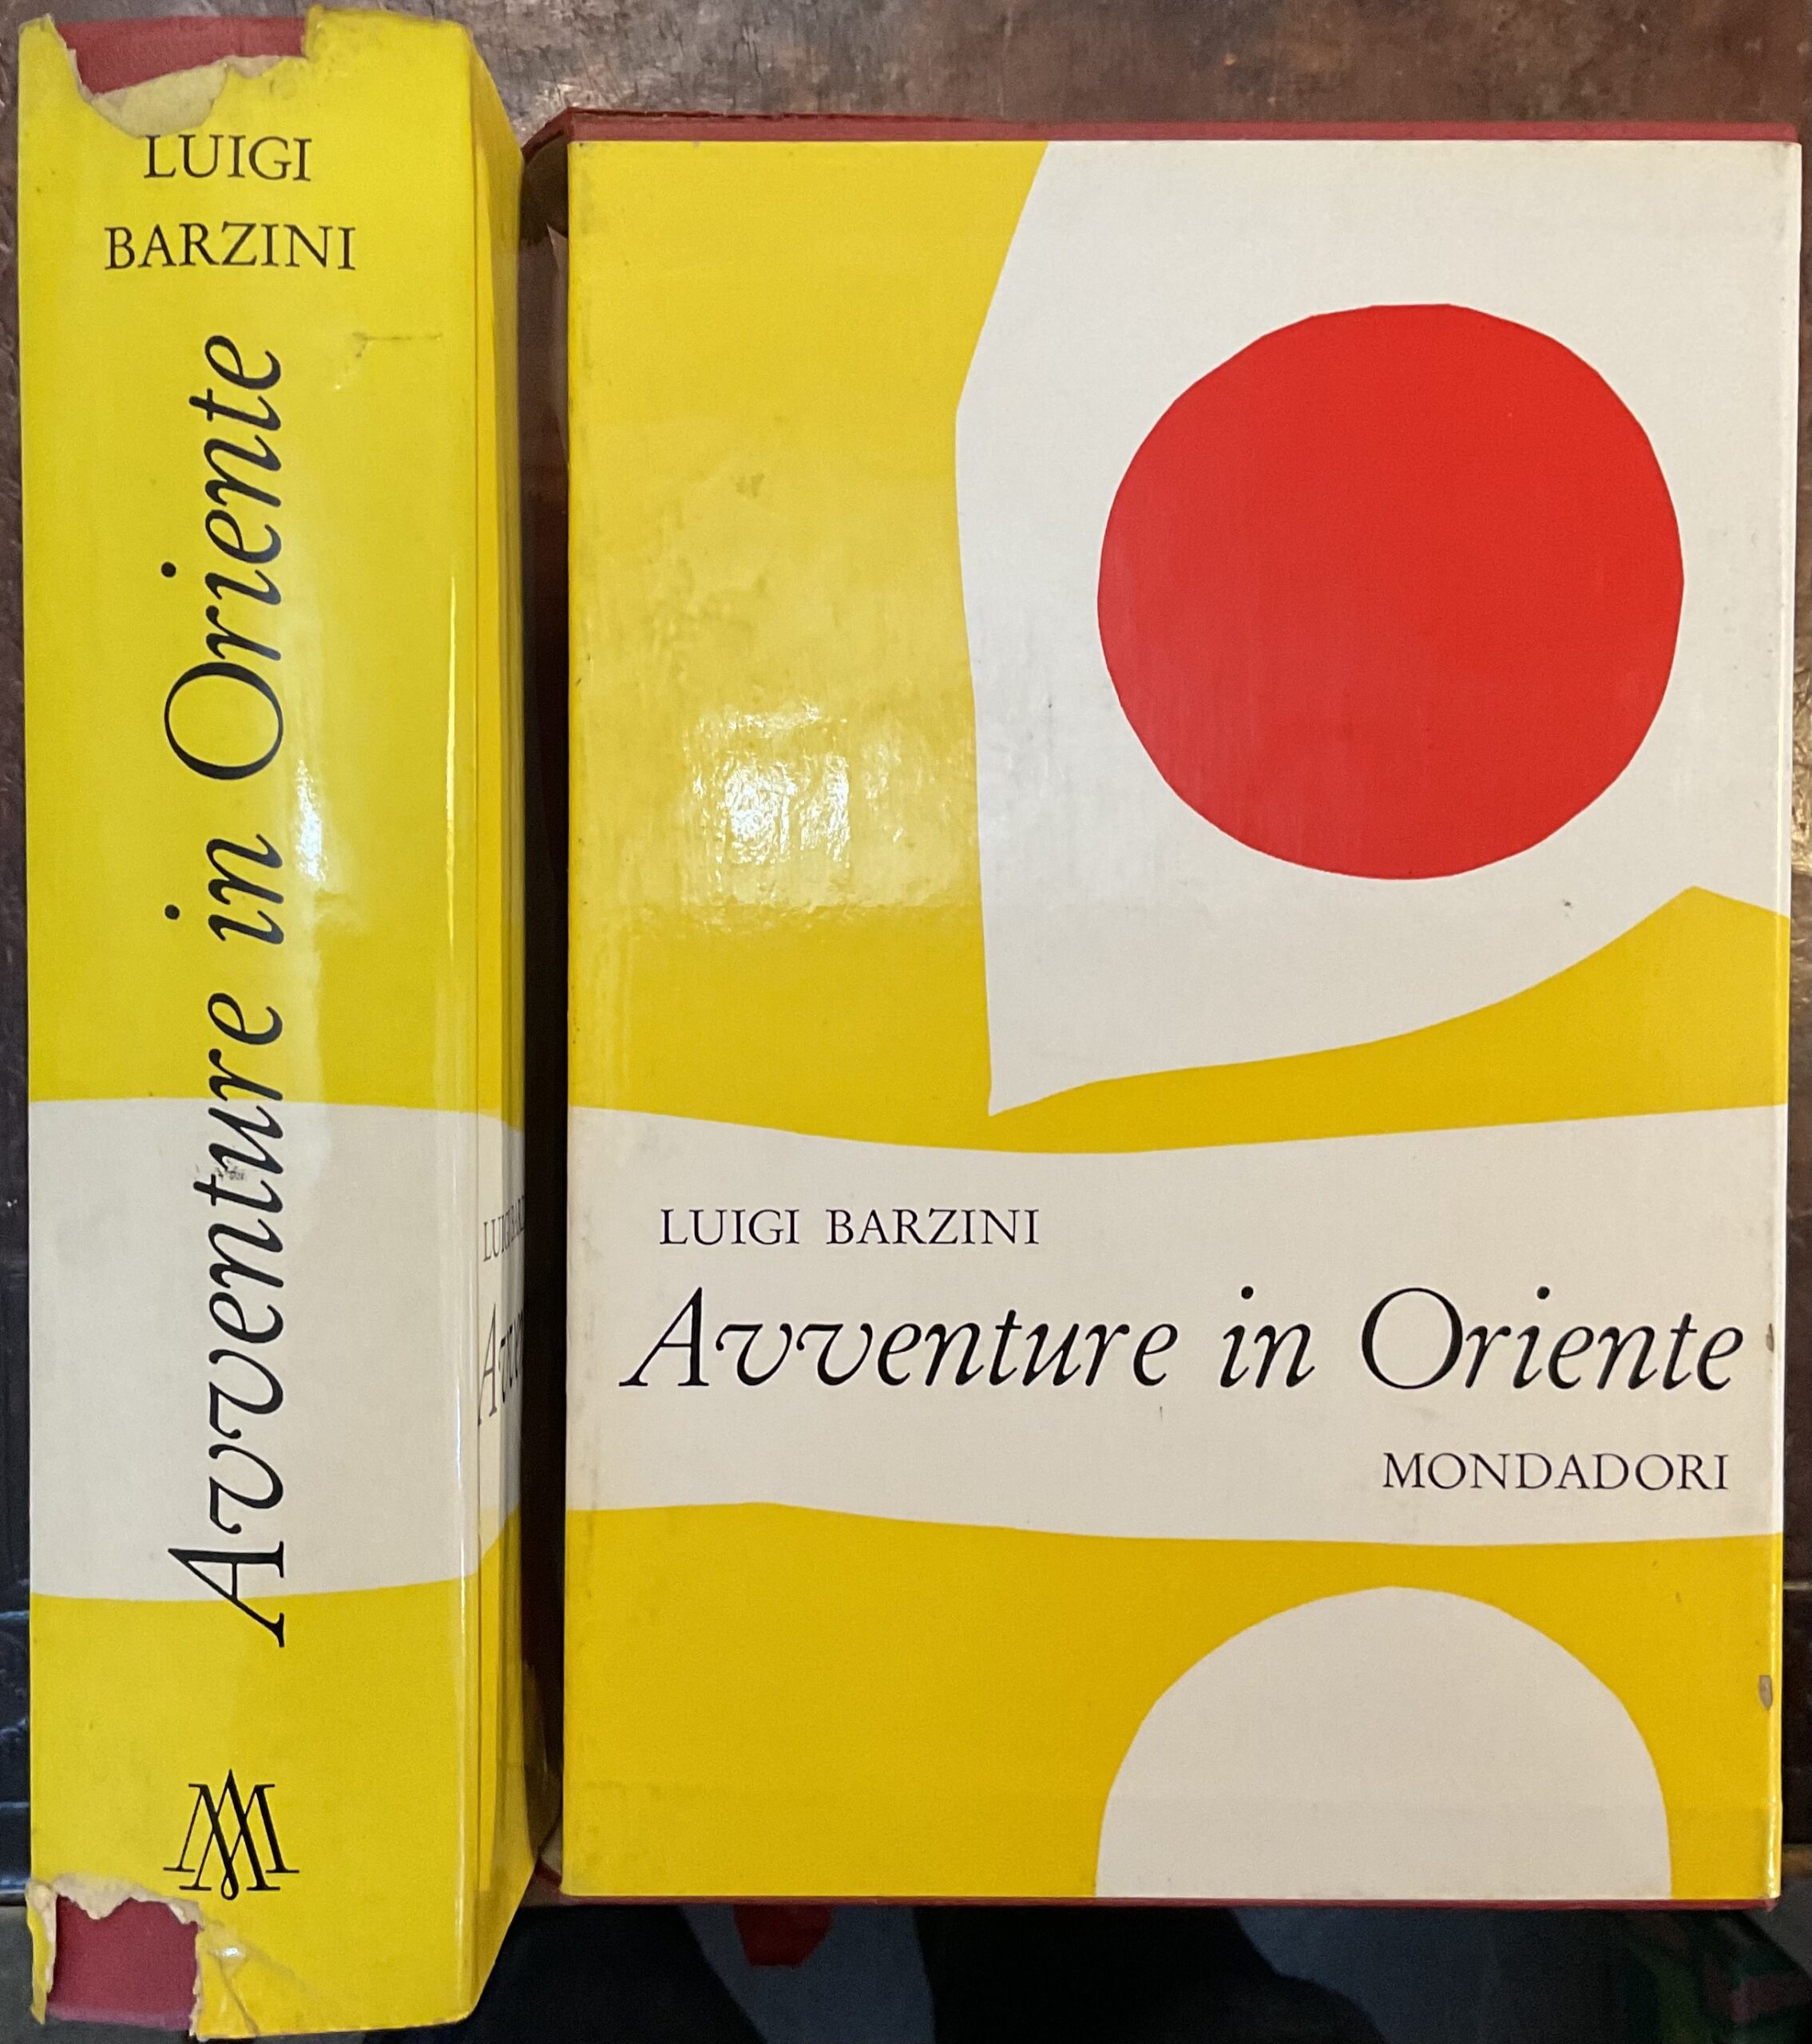 LUIGI
BARZINI
Avventure in Oriente
LUIGI BARZINI
Avventure in Oriente
MONDADORI